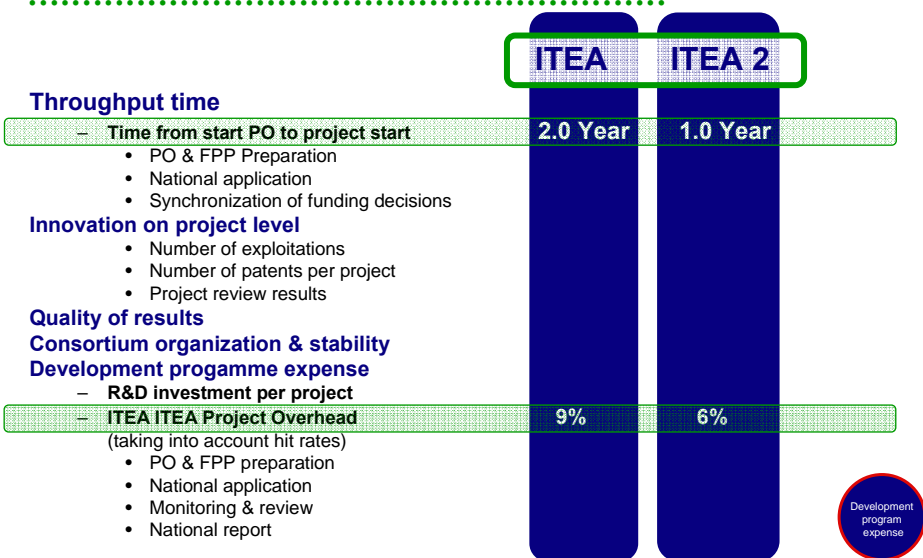 ITEA ITEA 2
Throughput time
– Time from start PO to project start 2.0 Year 1.0 Year
• PO & FPP Preparation
• National application
• Synchronization of funding decisions
Innovation on project level
• Number of exploitations
• Number of patents per project
• Project review results
Quality of results
Consortium organization & stability
Development progamme expense
– R&D investment per project
– ITEA ITEA Project Overhead 9% 6%
(taking into account hit rates)
• PO & FPP preparation
• National application
• Monitoring & review
• National report
Development
program
expense